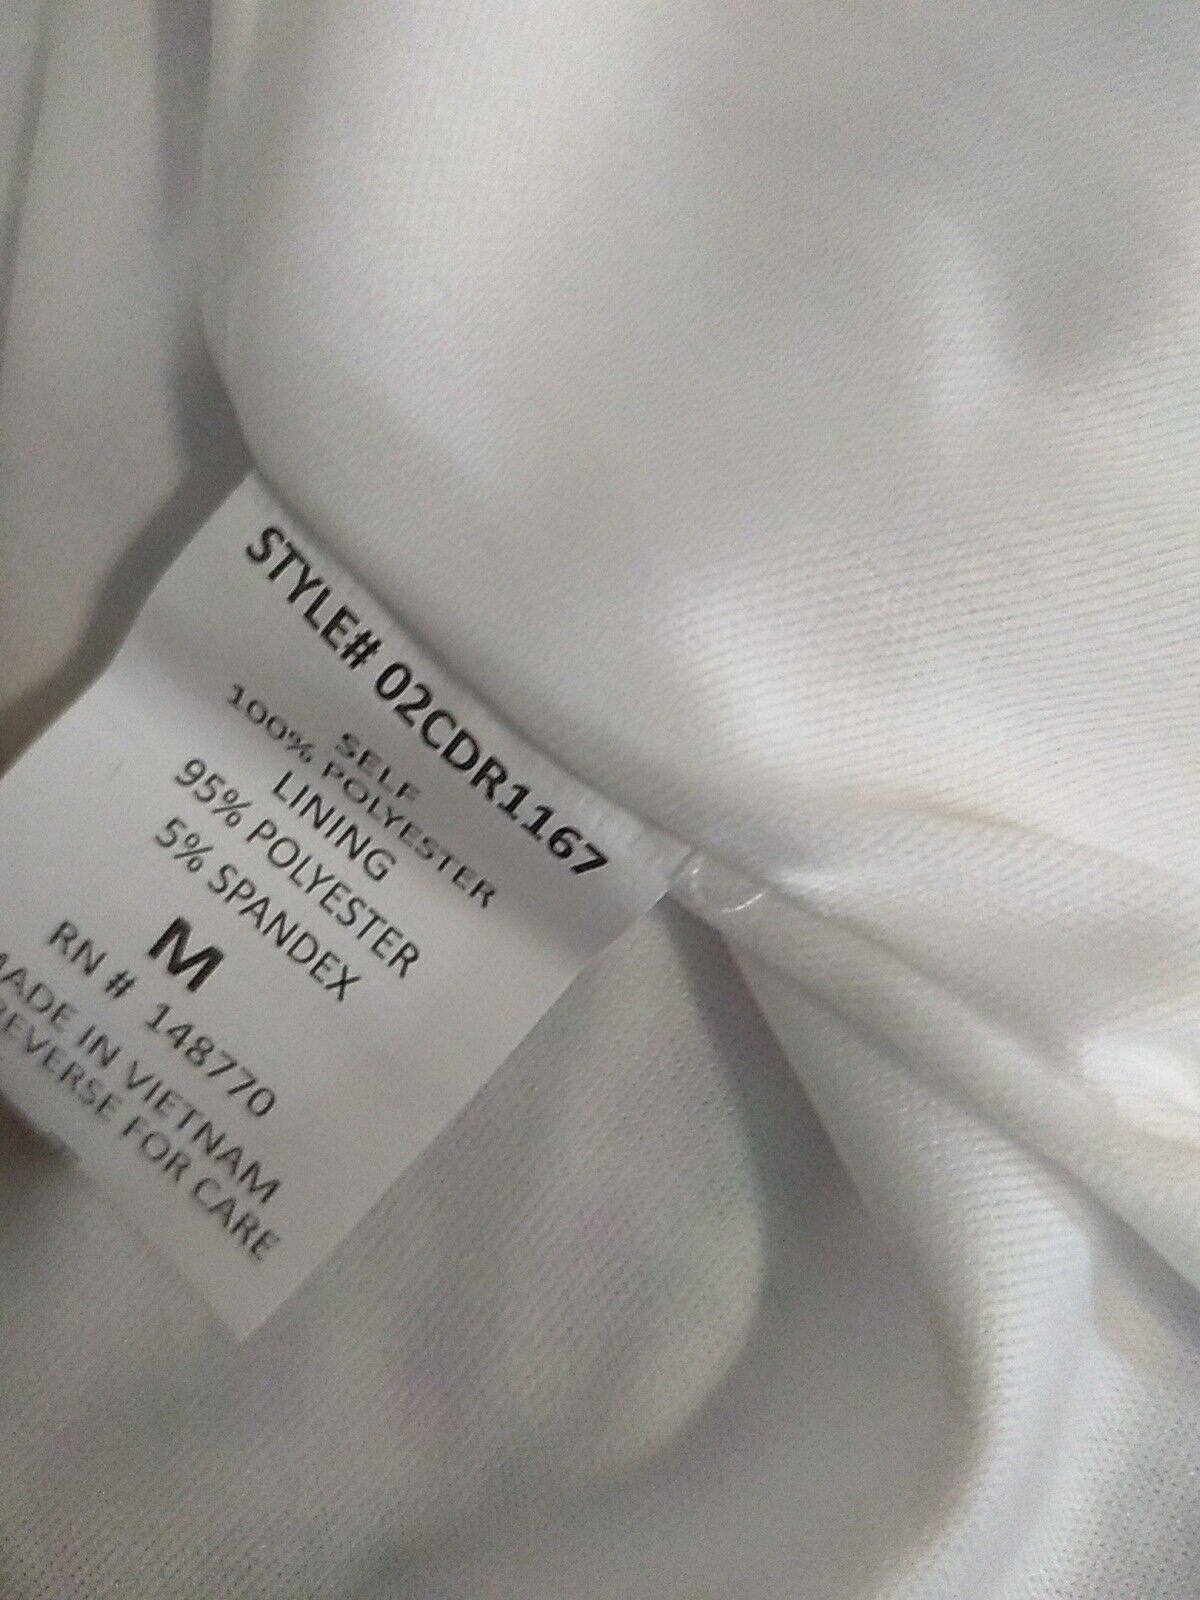 STYLE# 02CDR1167
SELF
100% POLYESTER
LINING
95% POLYESTER
5% SPANDEX
M
RN # 148770
MADE IN VIETNAM
REVERSE FOR CARE